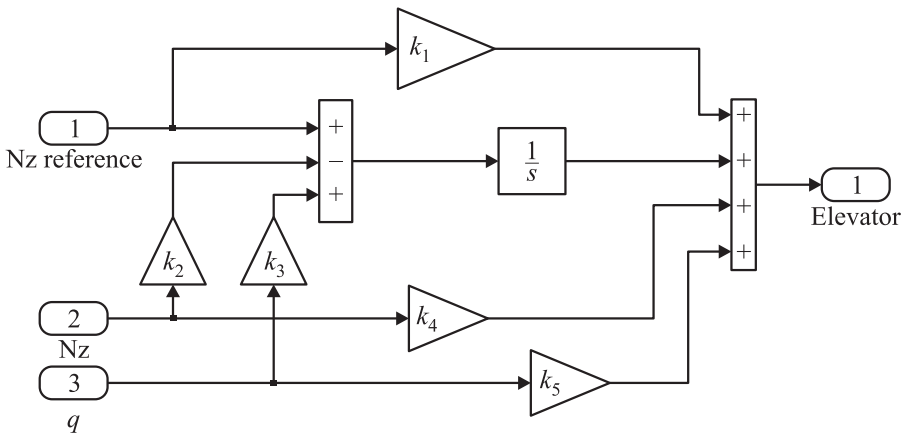 k1
1
Nz reference
+
−
+
1
s
+
+
+
+
1
Elevator
k2
k3
2
Nz
k4
3
q
k5